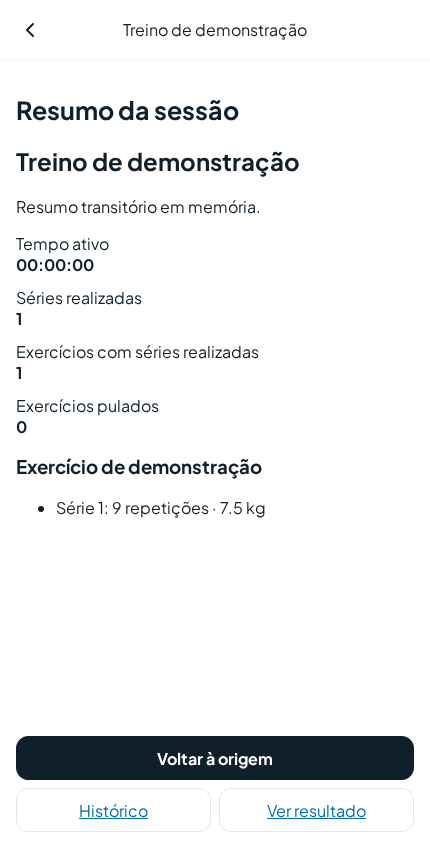 Treino de demonstração
Resumo da sessão
Treino de demonstração
Resumo transitório em memória.
Tempo ativo
00:00:00
Séries realizadas
1
Exercícios com séries realizadas
1
Exercícios pulados
0
Exercício de demonstração
Série 1: 9 repetições · 7.5 kg
Voltar à origem
Histórico
Ver resultado